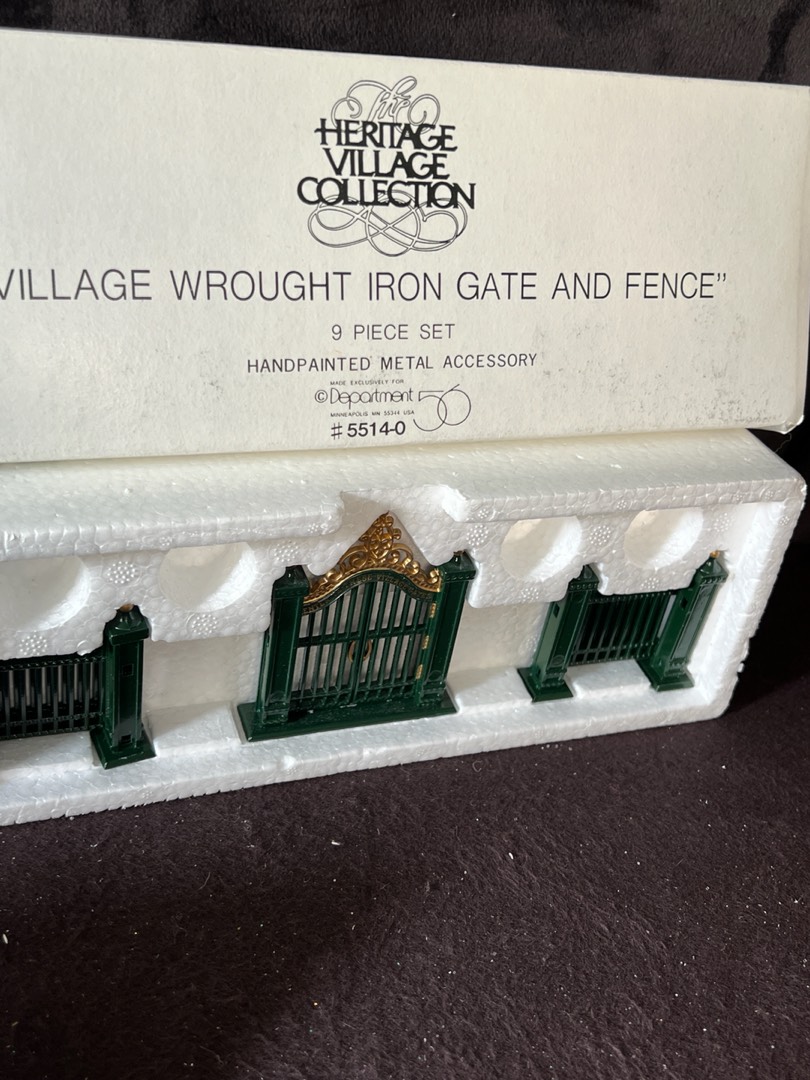 The
HERITAGE
VILLAGE
COLLECTION
VILLAGE WROUGHT IRON GATE AND FENCE"
9 PIECE SET
HANDPAINTED METAL ACCESSORY
MADE EXCLUSIVELY FOR
©Department 56
MINNEAPOLIS MN 55344 USA
#5514-0